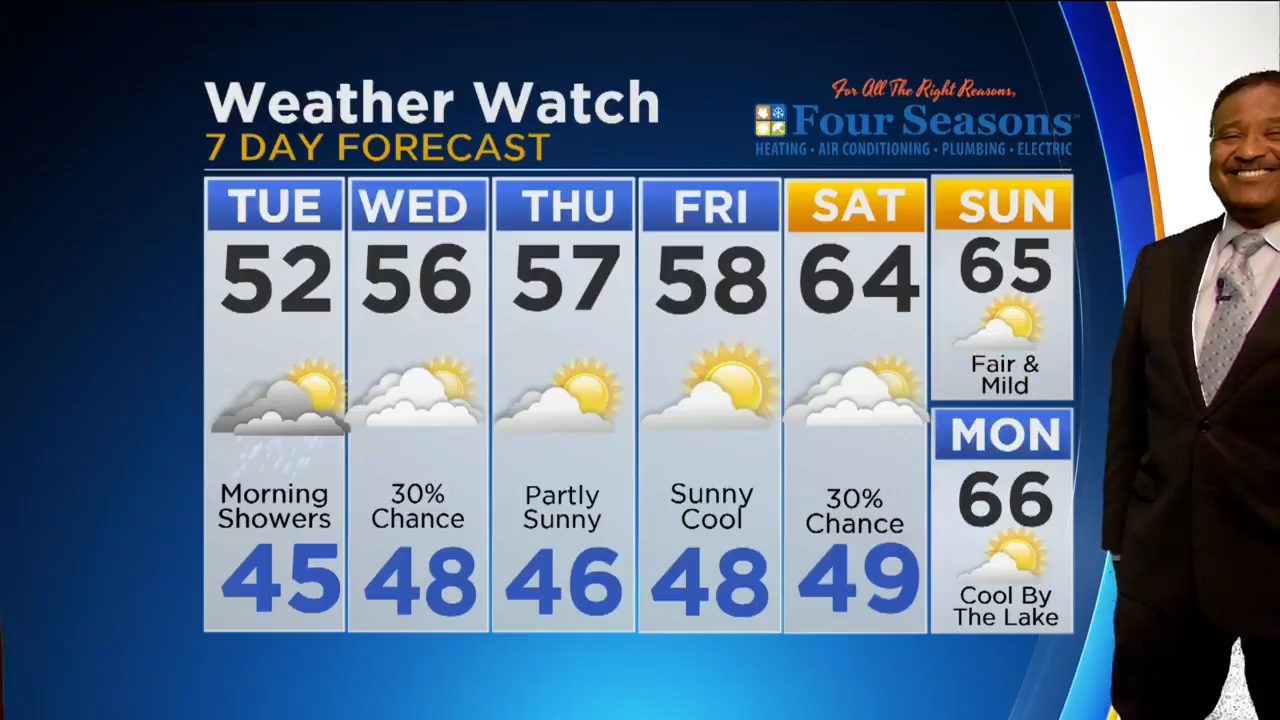 Weather Watch
7 DAY FORECAST
For All The Right Reasons,
Four Seasons
HEATING • AIR CONDITIONING • PLUMBING • ELECTRIC
TUE
52
Morning
Showers
45
WED
56
30%
Chance
48
THU
57
Partly
Sunny
46
FRI
58
Sunny
Cool
48
SAT
64
30%
Chance
49
SUN
65
Fair &
Mild
MON
66
Cool By
The Lake